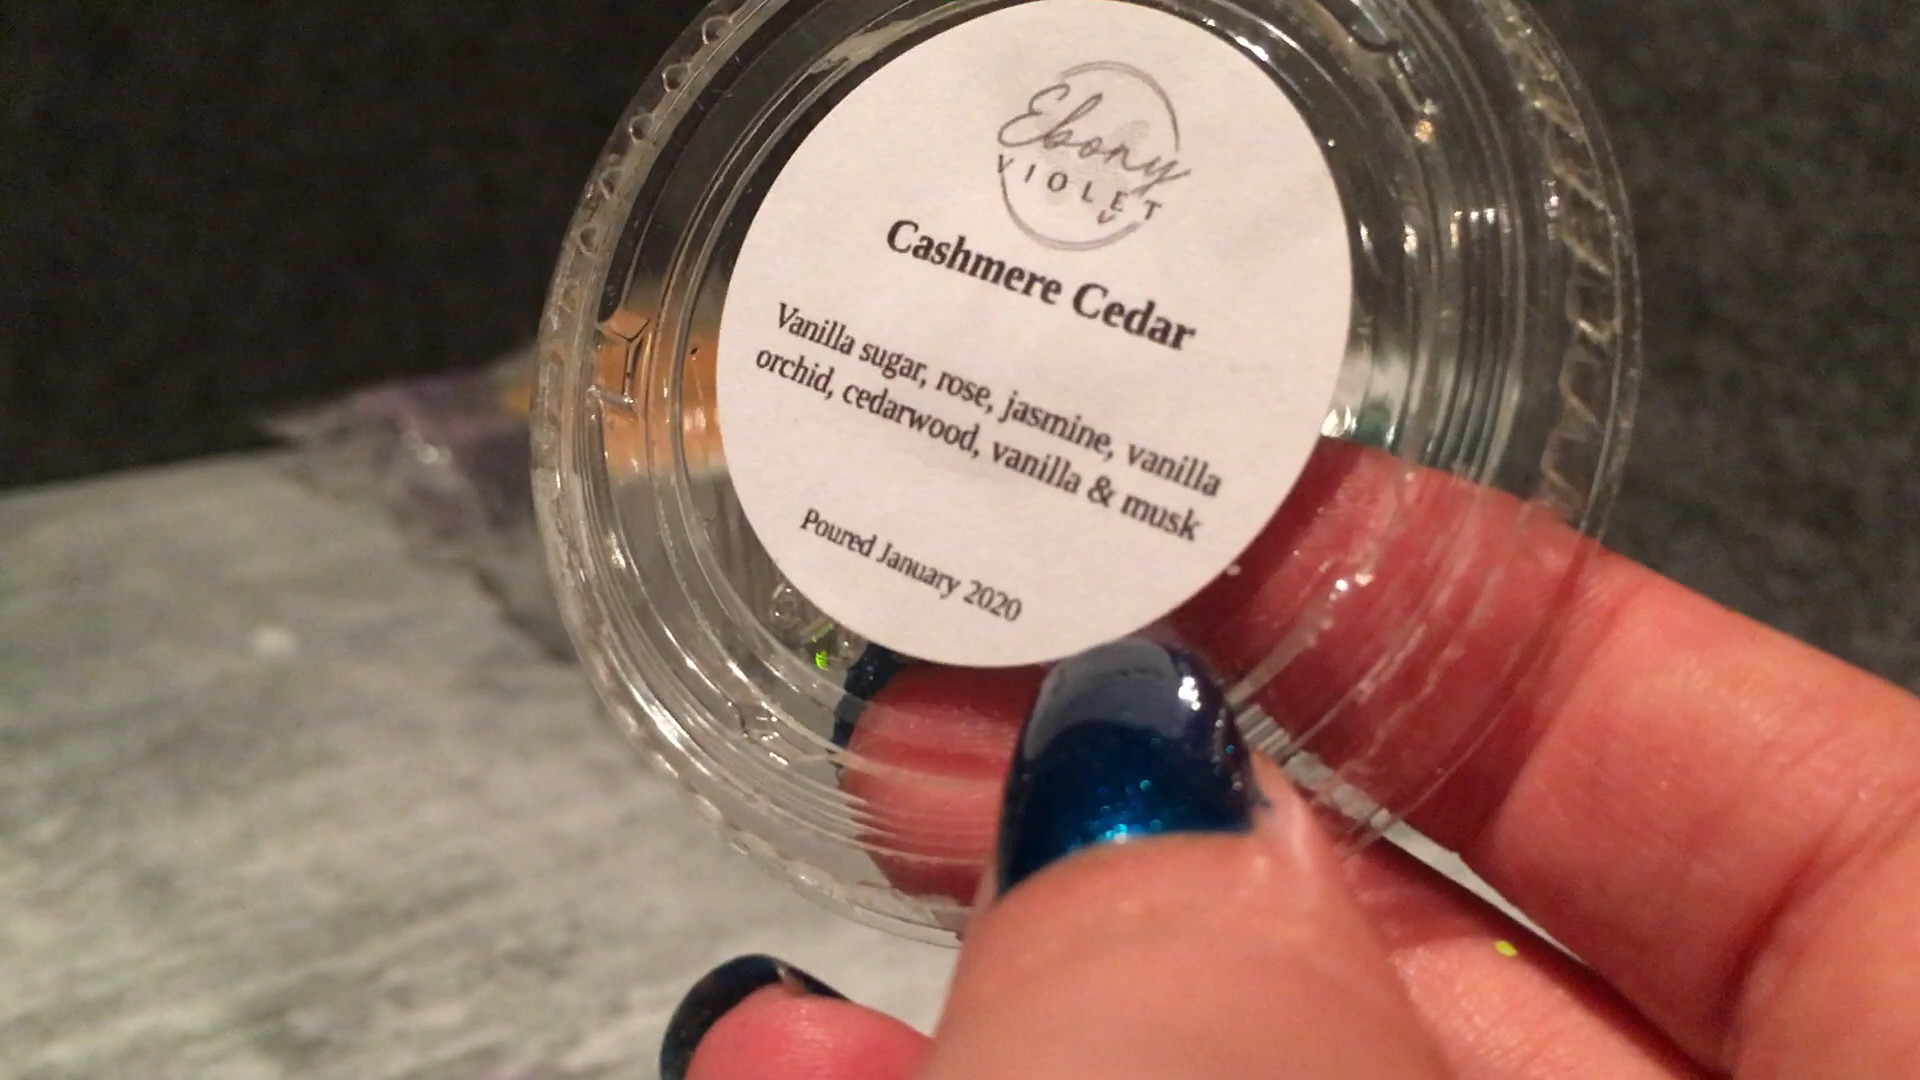 Ebony
VIOLET
Cashmere Cedar
Vanilla sugar, rose, jasmine, vanilla
orchid, cedarwood, vanilla & musk
Poured January 2020